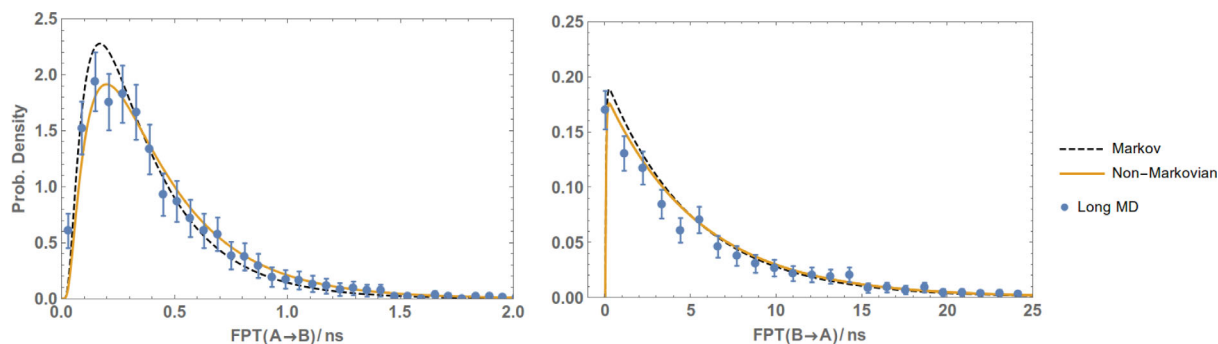 2.5
2.0
1.5
1.0
0.5
0.0
Prob. Density
0.0 0.5 1.0 1.5 2.0
FPT(A→B)/ns
0.25
0.20
0.15
0.10
0.05
0.00
0 5 10 15 20 25
FPT(B→A)/ns
Markov
Non-Markovian
Long MD